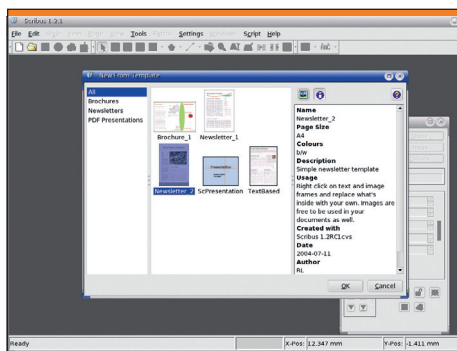 Scribus 1.2.1
File Edit Tools Settings Script Help
New From Template
All
Brochures
Newsletters
PDF Presentations
Brochure_1 Newsletter_1
Newsletter_2 ScPresentation TextBased
Name
Newsletter_2
Page Size
A4
Colours
b/w
Description
Simple newsletter template
Usage
Right click on text and image
frames and replace what's
inside with your own. Images are
free to be used in your
documents as well.
Created with
Scribus 1.2RC1cvs
Date
2004-07-11
Author
RL
OK Cancel
Ready X-Pos: 12.347 mm Y-Pos: -1.411 mm